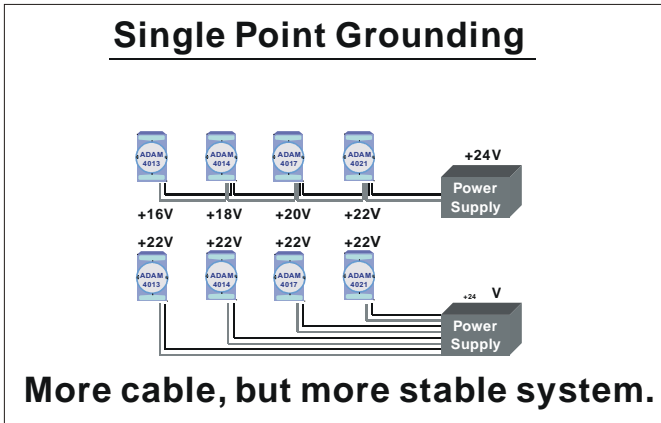 Single Point Grounding
ADAM 4013
ADAM 4014
ADAM 4017
ADAM 4021
+24V
Power Supply
+16V +18V +20V +22V
+22V +22V +22V +22V
ADAM 4013
ADAM 4014
ADAM 4017
ADAM 4021
+24 V
Power Supply
More cable, but more stable system.